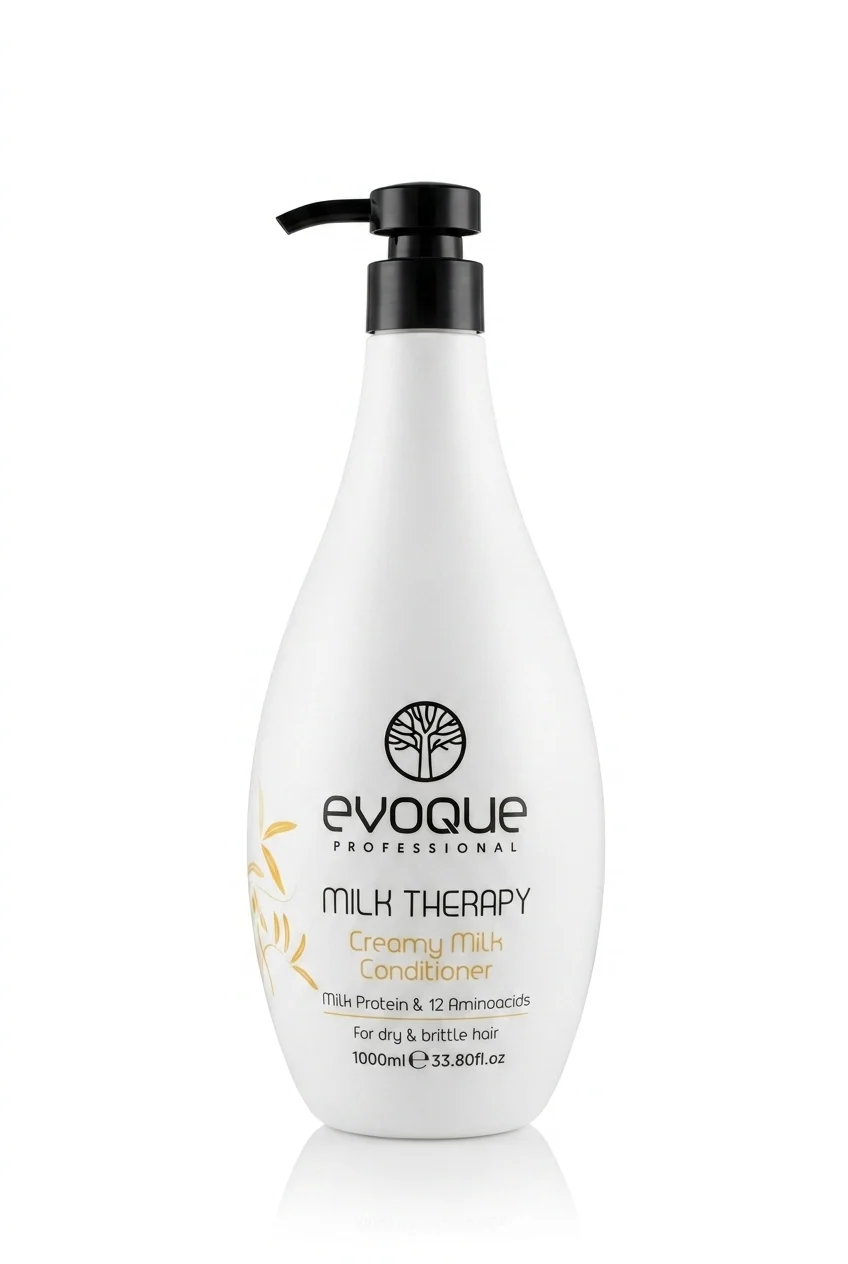 evoque
PROFESSIONAL
MILK THERAPY
Creamy Milk
Conditioner
Milk Protein & 12 Aminoacids
For dry & brittle hair
1000ml ℮ 33.80fl.oz